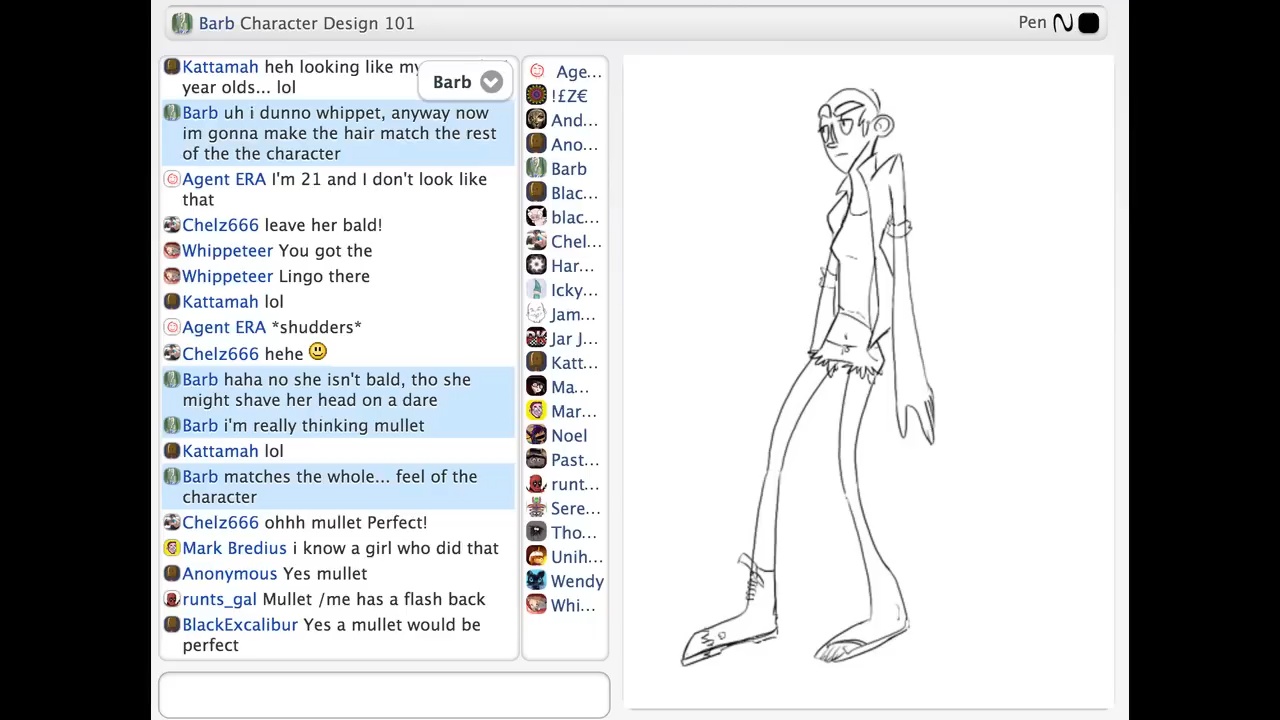 Barb Character Design 101
Pen
Kattamah heh looking like my
year olds... lol
Barb
Barb uh i dunno whippet, anyway now
im gonna make the hair match the rest
of the the character
Agent ERA I'm 21 and I don't look like
that
Chelz666 leave her bald!
Whippeteer You got the
Whippeteer Lingo there
Kattamah lol
Agent ERA *shudders*
Chelz666 hehe
Barb haha no she isn't bald, tho she
might shave her head on a dare
Barb i'm really thinking mullet
Kattamah lol
Barb matches the whole... feel of the
character
Chelz666 ohhh mullet Perfect!
Mark Bredius i know a girl who did that
Anonymous Yes mullet
runts_gal Mullet /me has a flash back
BlackExcalibur Yes a mullet would be
perfect
Age...
!£Z€
And...
Ano...
Barb
Blac...
blac...
Chel...
Har...
Icky...
Jam...
Jar J...
Katt...
Ma...
Mar...
Noel
Past...
runt...
Sere...
Tho...
Unih...
Wendy
Whi...